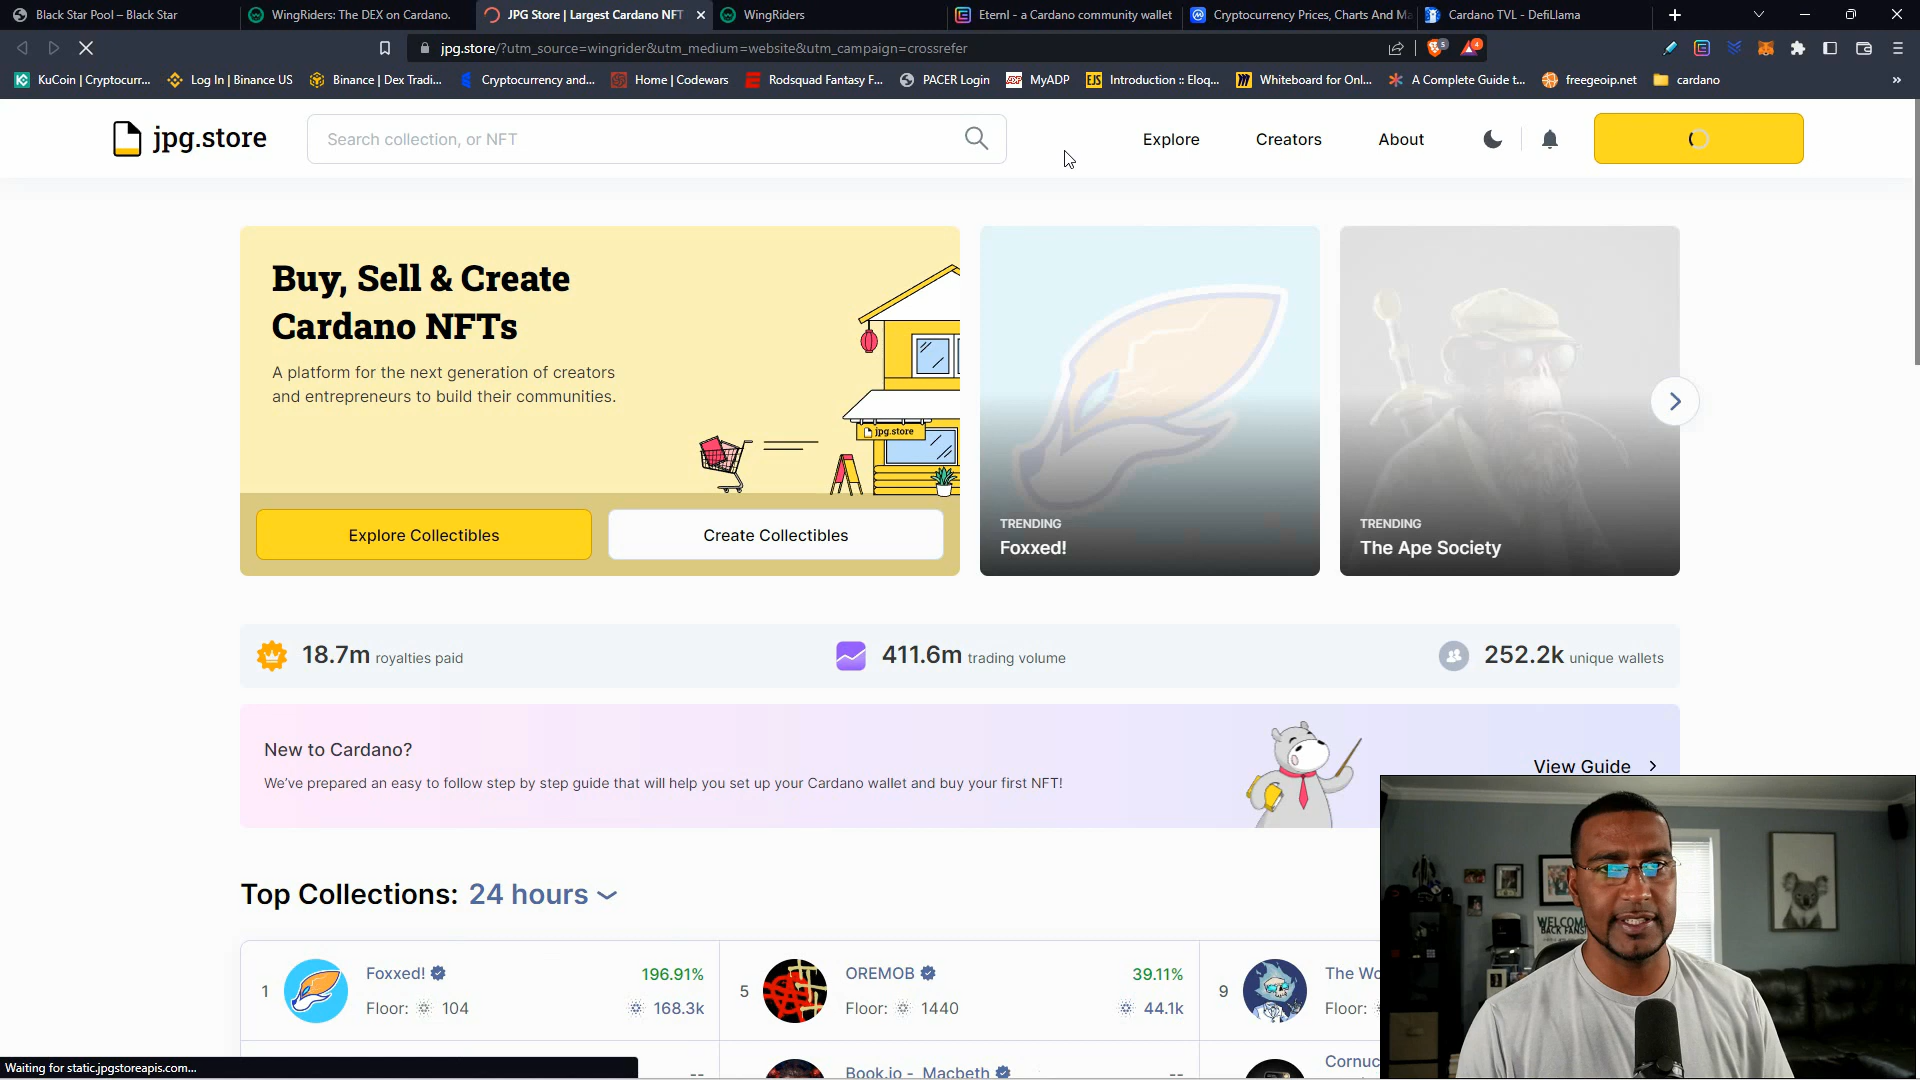 Black Star Pool – Black Star
WingRiders: The DEX on Cardano.
JPG Store | Largest Cardano NFT
WingRiders
Eternl - a Cardano community wallet
Cryptocurrency Prices, Charts And Ma
Cardano TVL - DefiLlama
jpg.store/?utm_source=wingrider&utm_medium=website&utm_campaign=crossrefer
KuCoin | Cryptocurr...
Log In | Binance US
Binance | Dex Tradi...
Cryptocurrency and...
Home | Codewars
Rodsquad Fantasy F...
PACER Login
MyADP
Introduction :: Eloq...
Whiteboard for Onl...
A Complete Guide t...
freegeoip.net
cardano
jpg.store
Search collection, or NFT
Explore
Creators
About
Buy, Sell & Create
Cardano NFTs
A platform for the next generation of creators
and entrepreneurs to build their communities.
jpg.store
Explore Collectibles
Create Collectibles
TRENDING
Foxxed!
TRENDING
The Ape Society
18.7m royalties paid
411.6m trading volume
252.2k unique wallets
New to Cardano?
We've prepared an easy to follow step by step guide that will help you set up your Cardano wallet and buy your first NFT!
View Guide
Top Collections: 24 hours
1
Foxxed!
196.91%
Floor: 104
168.3k
5
OREMOB
39.11%
Floor: 1440
44.1k
9
The Wo
Floor:
--
Book.io - Macbeth
--
Cornuc
WELCOME
BACK FANS!
Waiting for static.jpgstoreapis.com...